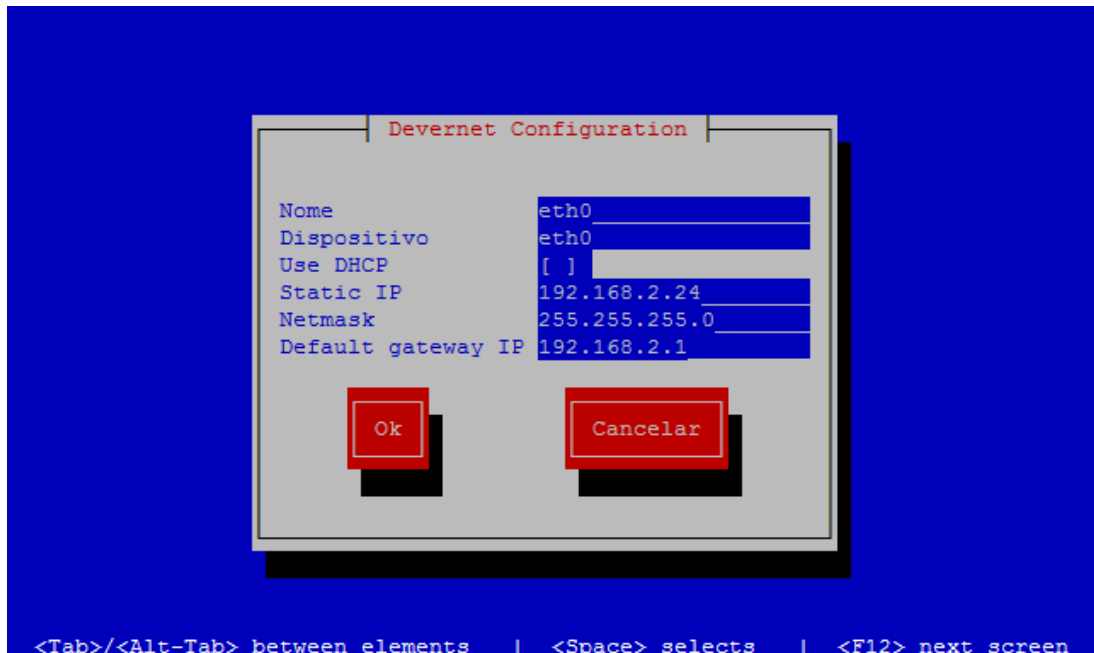 Devernet Configuration
Nome eth0
Dispositivo eth0
Use DHCP [ ]
Static IP 192.168.2.24
Netmask 255.255.255.0
Default gateway IP 192.168.2.1
Ok Cancelar
<Tab>/<Alt-Tab> between elements | <Space> selects | <F12> next screen